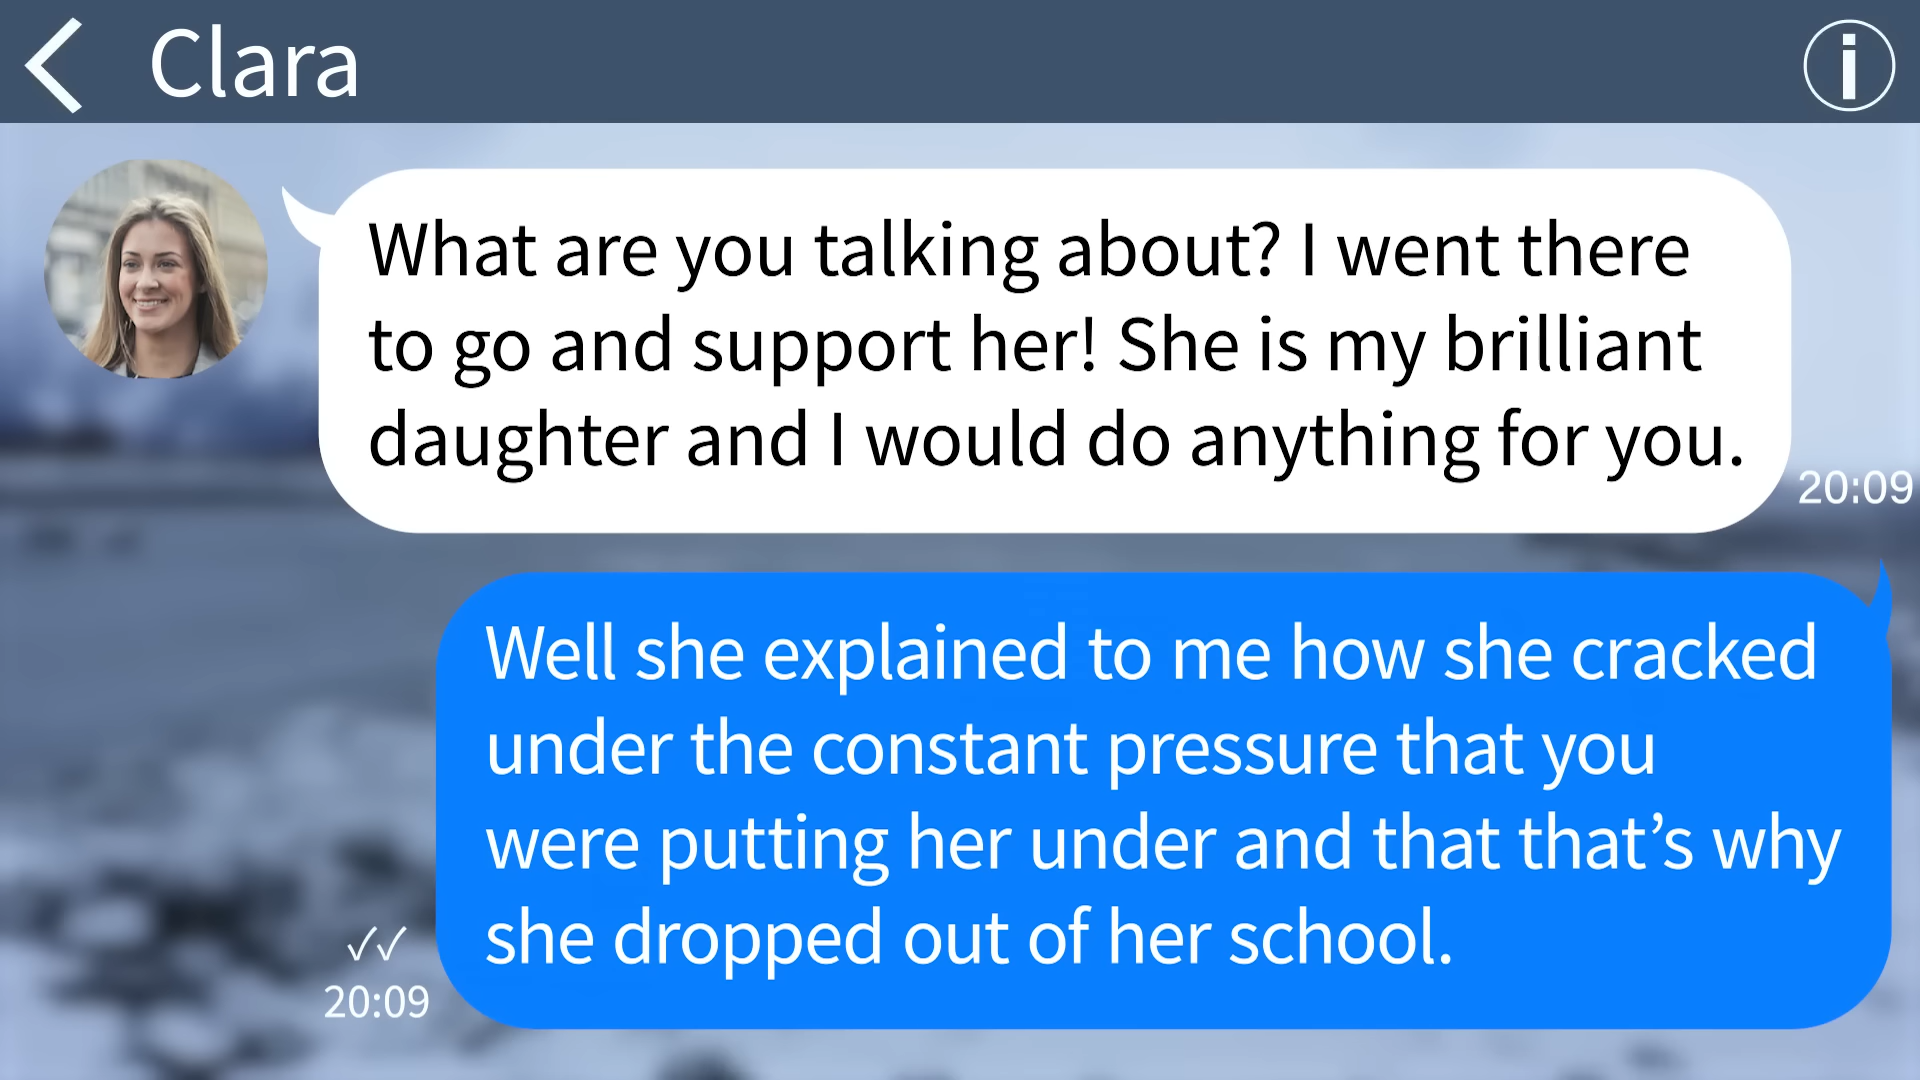 Clara
What are you talking about? I went there
to go and support her! She is my brilliant
daughter and I would do anything for you.
20:09
Well she explained to me how she cracked
under the constant pressure that you
were putting her under and that that’s why
she dropped out of her school.
20:09